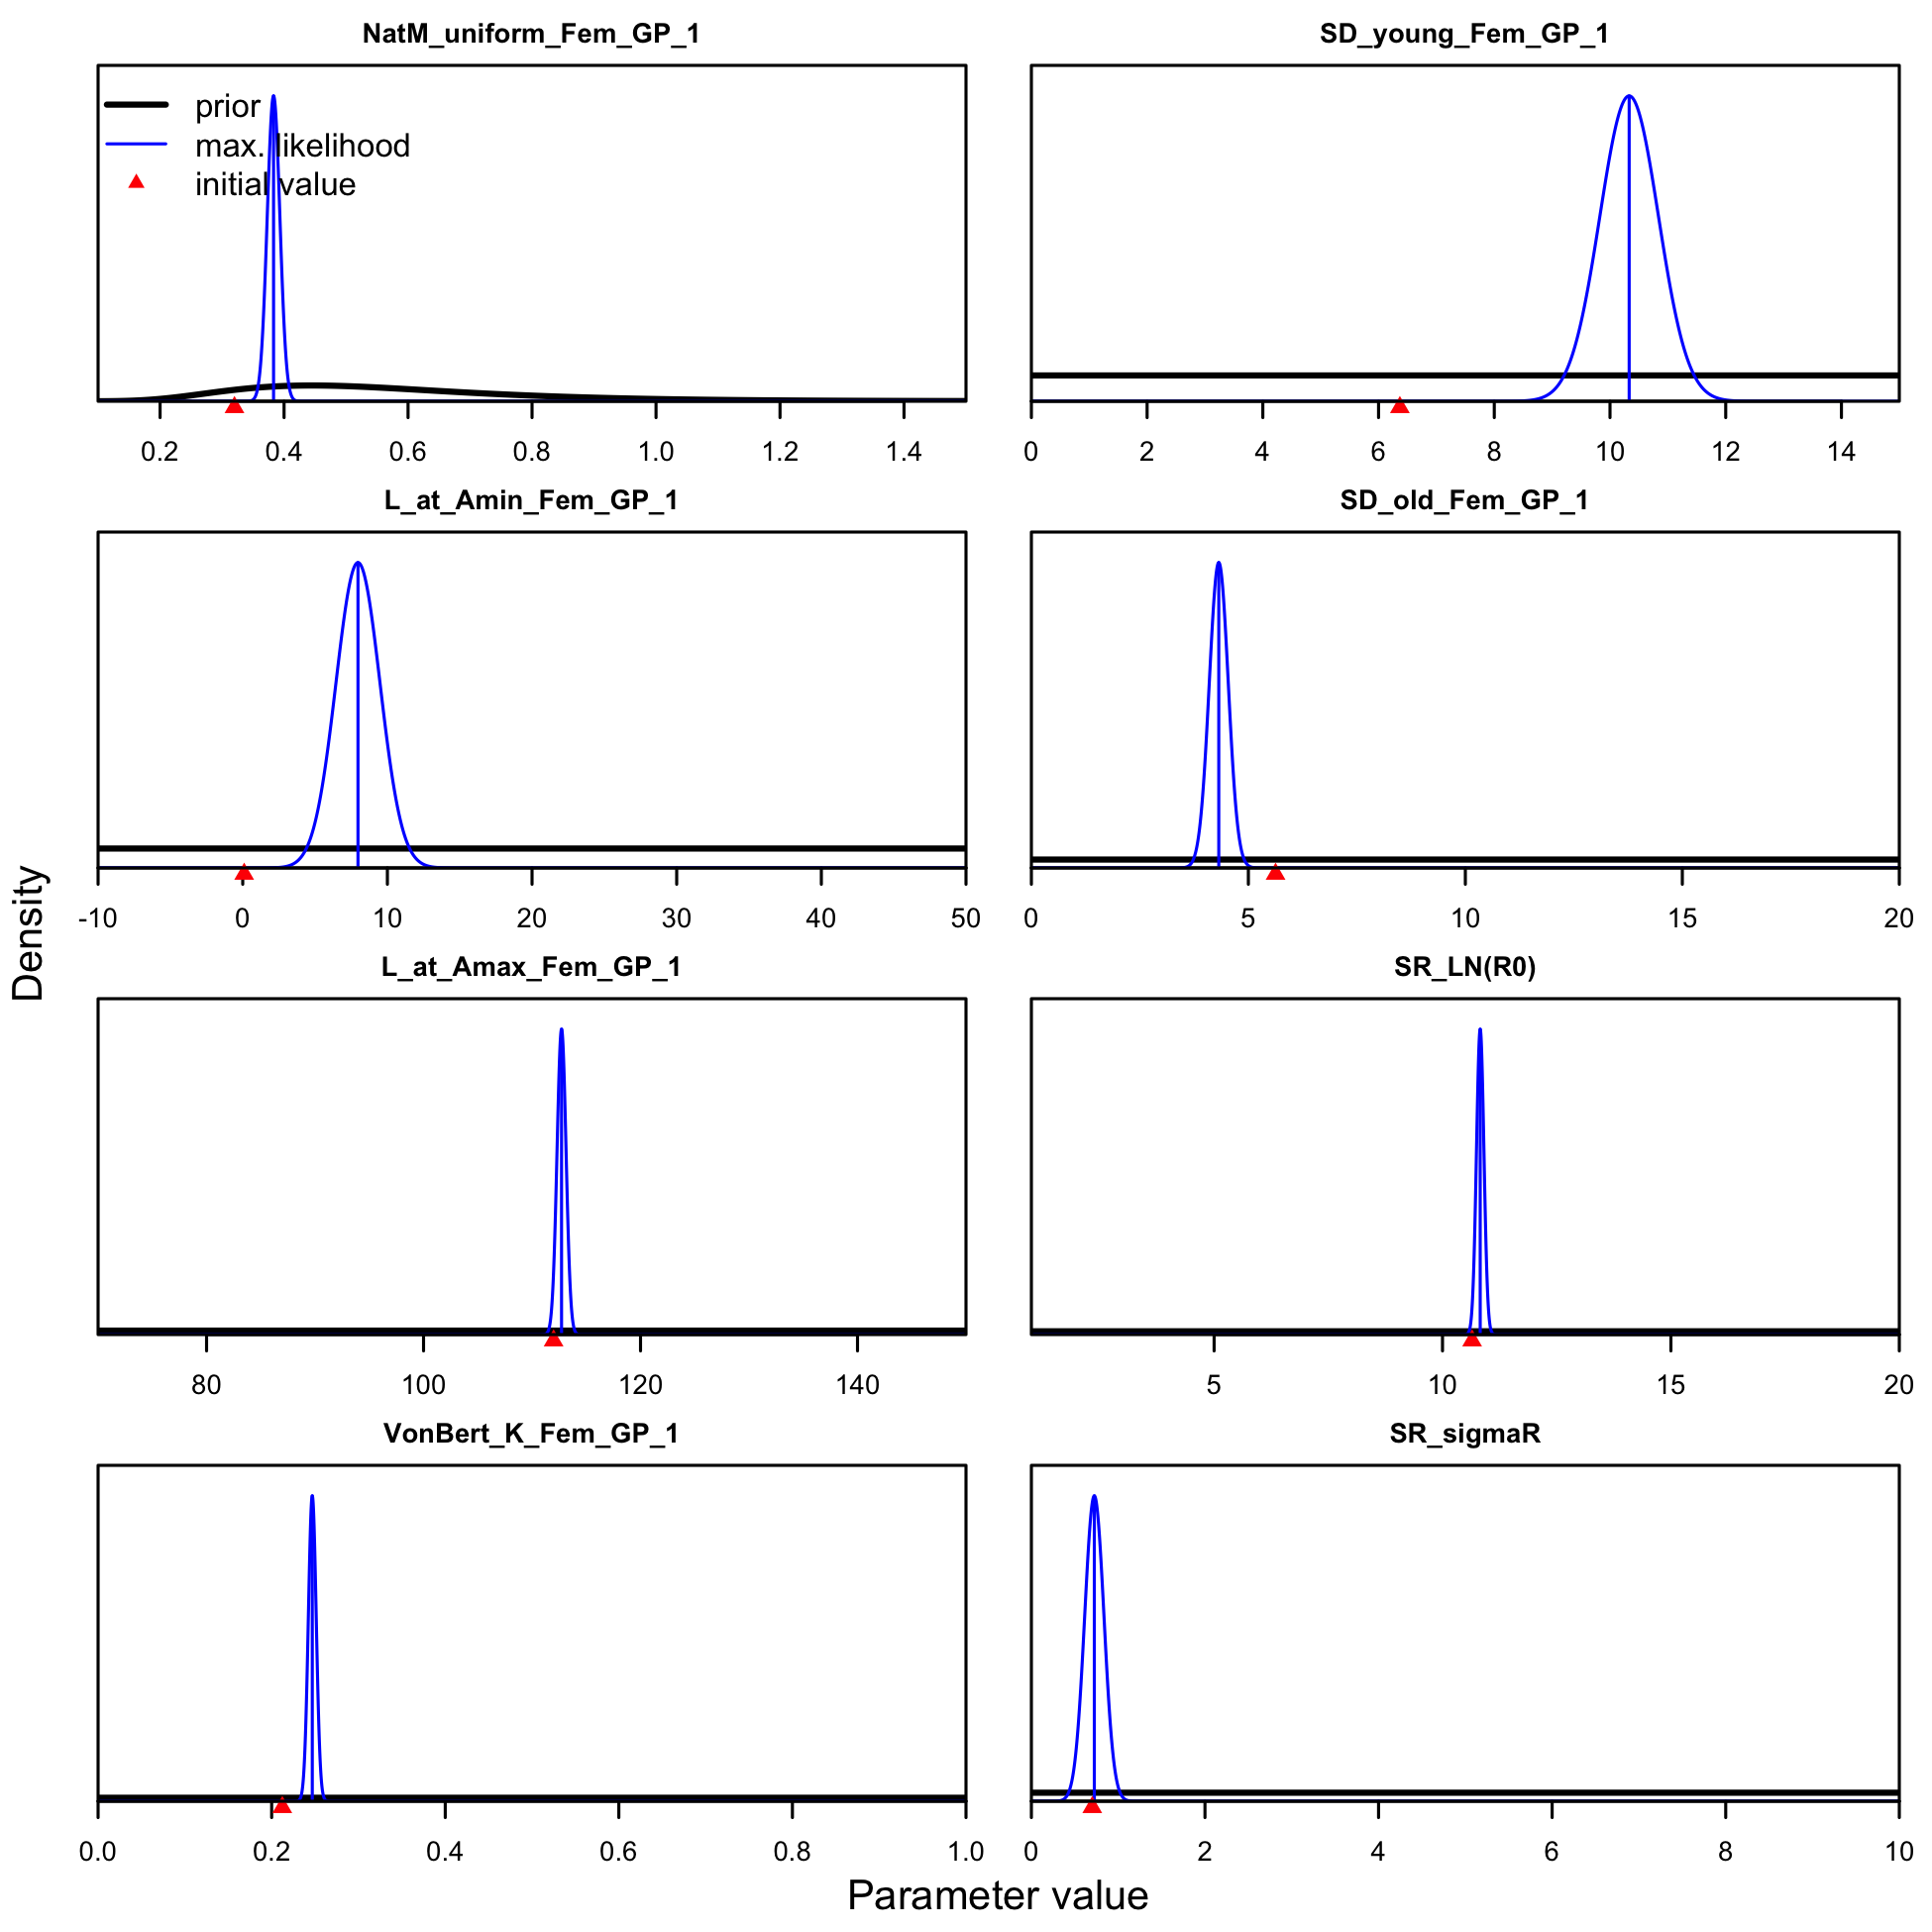 NatM_uniform_Fem_GP_1
prior
max. likelihood
initial value
0.2 0.4 0.6 0.8 1.0 1.2 1.4
SD_young_Fem_GP_1
0 2 4 6 8 10 12 14
L_at_Amin_Fem_GP_1
-10 0 10 20 30 40 50
SD_old_Fem_GP_1
0 5 10 15 20
L_at_Amax_Fem_GP_1
80 100 120 140
SR_LN(R0)
5 10 15 20
VonBert_K_Fem_GP_1
0.0 0.2 0.4 0.6 0.8 1.0
SR_sigmaR
0 2 4 6 8 10
Density
Parameter value